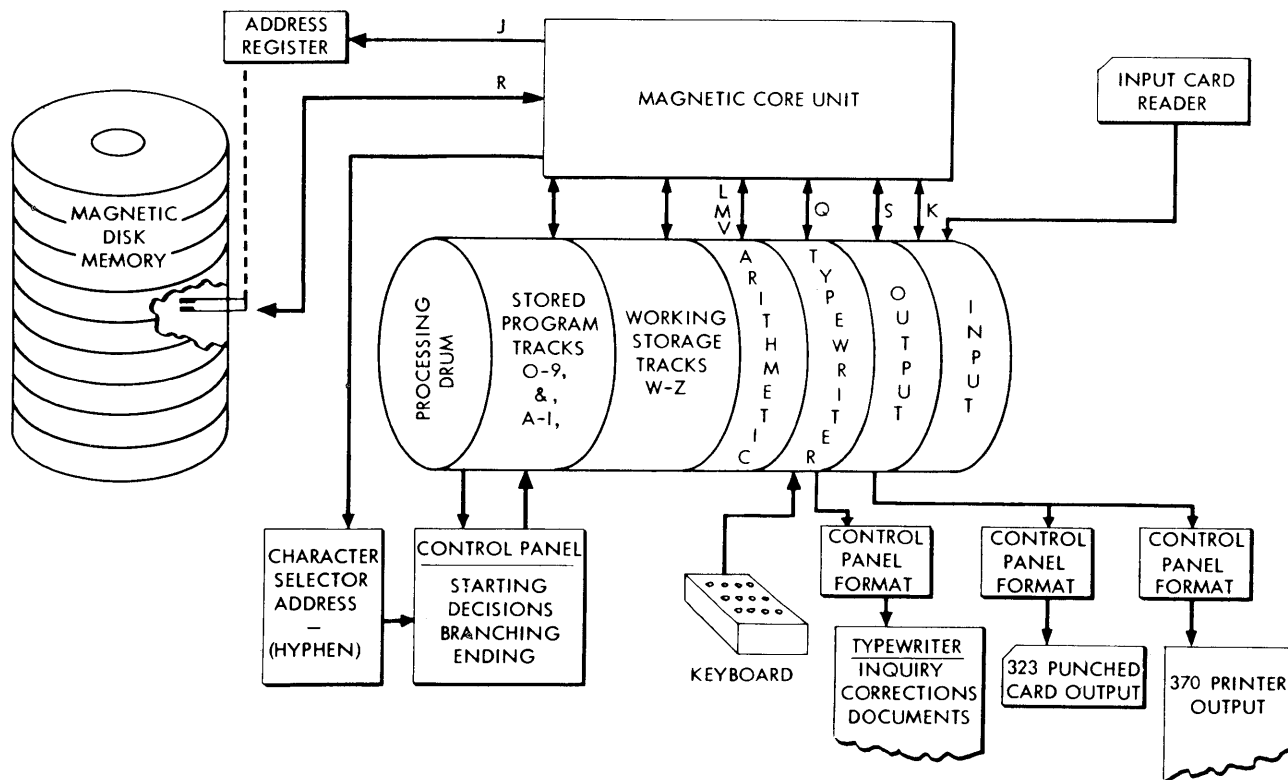 ADDRESS
REGISTER
J
R
MAGNETIC CORE UNIT
INPUT CARD
READER
MAGNETIC
DISK
MEMORY
L
M
V
Q
S
K
PROCESSING
DRUM
STORED
PROGRAM
TRACKS
0-9,
&,
A-I,
WORKING
STORAGE
TRACKS
W-Z
ARITHMETIC
TYPEWRITER
OUTPUT
INPUT
CHARACTER
SELECTOR
ADDRESS
—
(HYPHEN)
CONTROL PANEL
STARTING
DECISIONS
BRANCHING
ENDING
KEYBOARD
CONTROL
PANEL
FORMAT
TYPEWRITER
INQUIRY
CORRECTIONS
DOCUMENTS
CONTROL
PANEL
FORMAT
323 PUNCHED
CARD OUTPUT
CONTROL
PANEL
FORMAT
370 PRINTER
OUTPUT